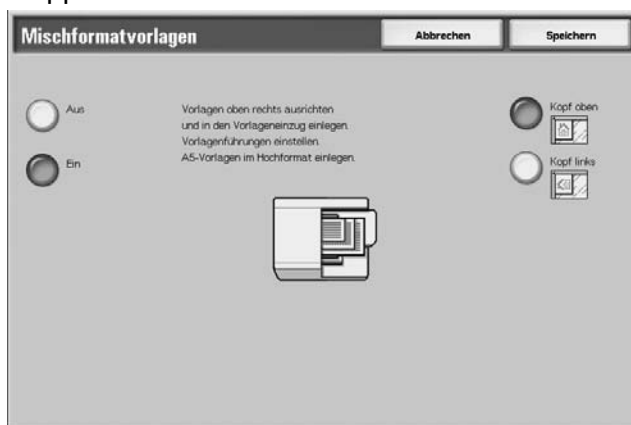 Mischformatvorlagen
Abbrechen
Speichern
Aus
Ein
Vorlagen oben rechts ausrichten
und in den Vorlageneinzug einlegen.
Vorlagenführungen einstellen.
A5-Vorlagen im Hochformat einlegen.
Kopf oben
Kopf links